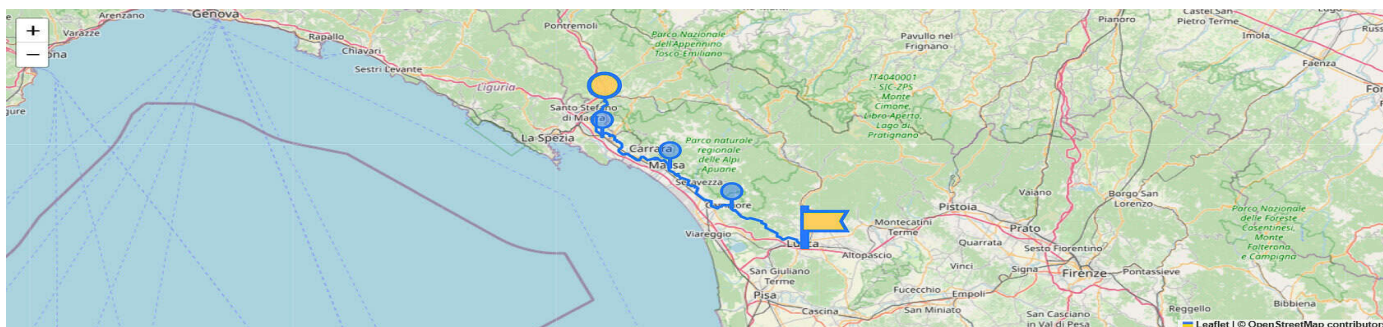 +
−
Arenzano
Genova
Varazze
Rapallo
Chiavari
Sestri Levante
Pontremoli
Parco Nazionale
dell'Appennino
Tosco-Emiliano
Pavullo nel
Frignano
Pianoro
Castel San
Pietro Terme
Imola
Faenza
Liguria
IT4040001
SIC-ZPS
Monte
Cimone,
Libro Aperto,
Lago di
Pratignano
Santo Stefano
di Magra
La Spezia
Carrara
Massa
Parco naturale
regionale
delle Alpi
Apuane
Seravezza
Camaiore
Viareggio
Lucca
Montecatini
Terme
Pistoia
Prato
Vaiano
Borgo San
Lorenzo
Parco Nazionale
delle Foreste
Casentinesi,
Monte
Falterona
e Campigna
Quarrata
Sesto Fiorentino
Altopascio
Vinci
Signa
Firenze
Pontassieve
San Giuliano
Terme
Pisa
Cascina
Fucecchio
Empoli
San Miniato
San Casciano
in Val di Pesa
Reggello
Bibbiena
Leaflet | © OpenStreetMap contributor